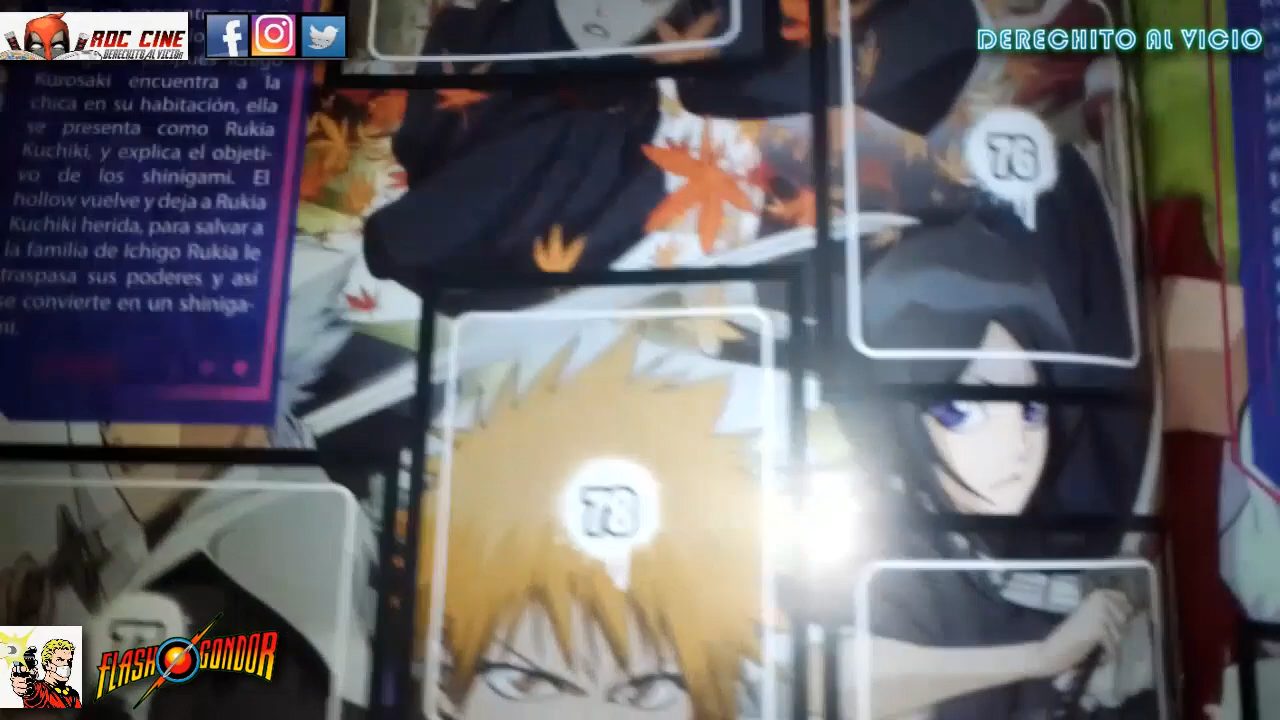 ROC CINE
DERECHITO AL VICIO
DERECHITO AL VICIO
Kurosaki encuentra a la
chica en su habitación, ella
se presenta como Rukia
Kuchiki, y explica el objeti-
vo de los shinigami. El
hollow vuelve y deja a Rukia
Kuchiki herida, para salvar a
la familia de Ichigo Rukia le
traspasa sus poderes y así
se convierte en un shiniga-
mi.
76
78
FLASH GONDOR